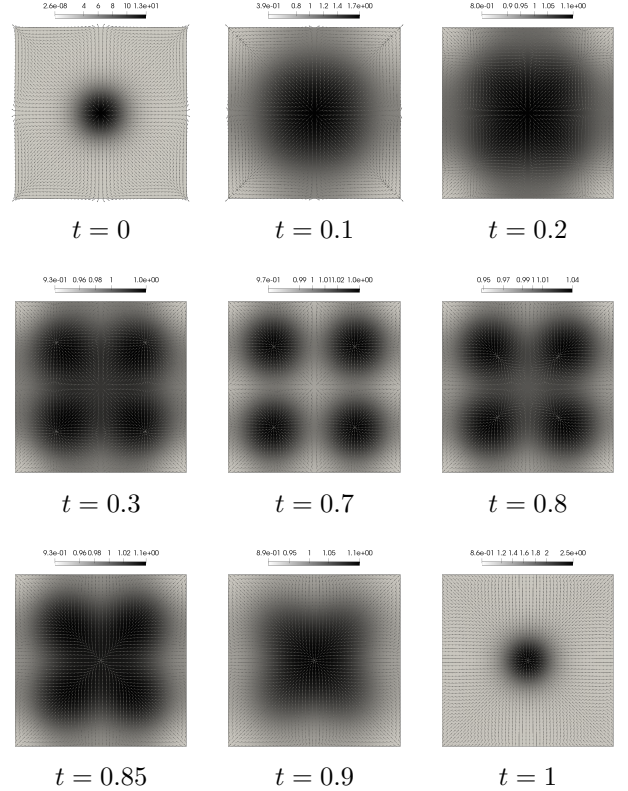 2.6e-08 4 6 8 10 1.3e+01
3.9e-01 0.8 1 1.2 1.4 1.7e+00
8.0e-01 0.9 0.95 1 1.05 1.1e+00
t = 0
t = 0.1
t = 0.2
9.3e-01 0.96 0.98 1 1.0e+00
9.7e-01 0.99 1 1.01 1.02 1.0e+00
0.95 0.97 0.99 1 1.01 1.04
t = 0.3
t = 0.7
t = 0.8
9.3e-01 0.96 0.98 1 1.02 1.1e+00
8.9e-01 0.95 1 1.05 1.1e+00
8.6e-01 1.2 1.4 1.6 1.8 2 2.5e+00
t = 0.85
t = 0.9
t = 1